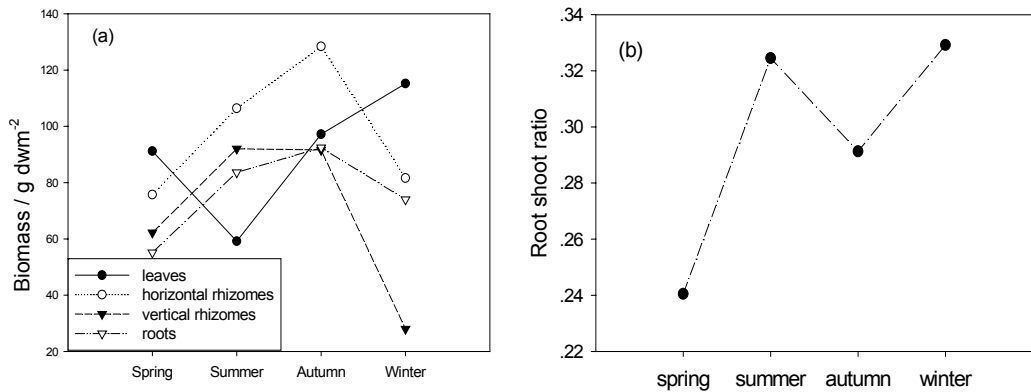 (a)
140
120
100
80
60
40
20
Biomass / g dwm⁻²
leaves
horizontal rhizomes
vertical rhizomes
roots
Spring Summer Autumn Winter
(b)
.34
.32
.30
.28
.26
.24
.22
Root shoot ratio
spring summer autumn winter